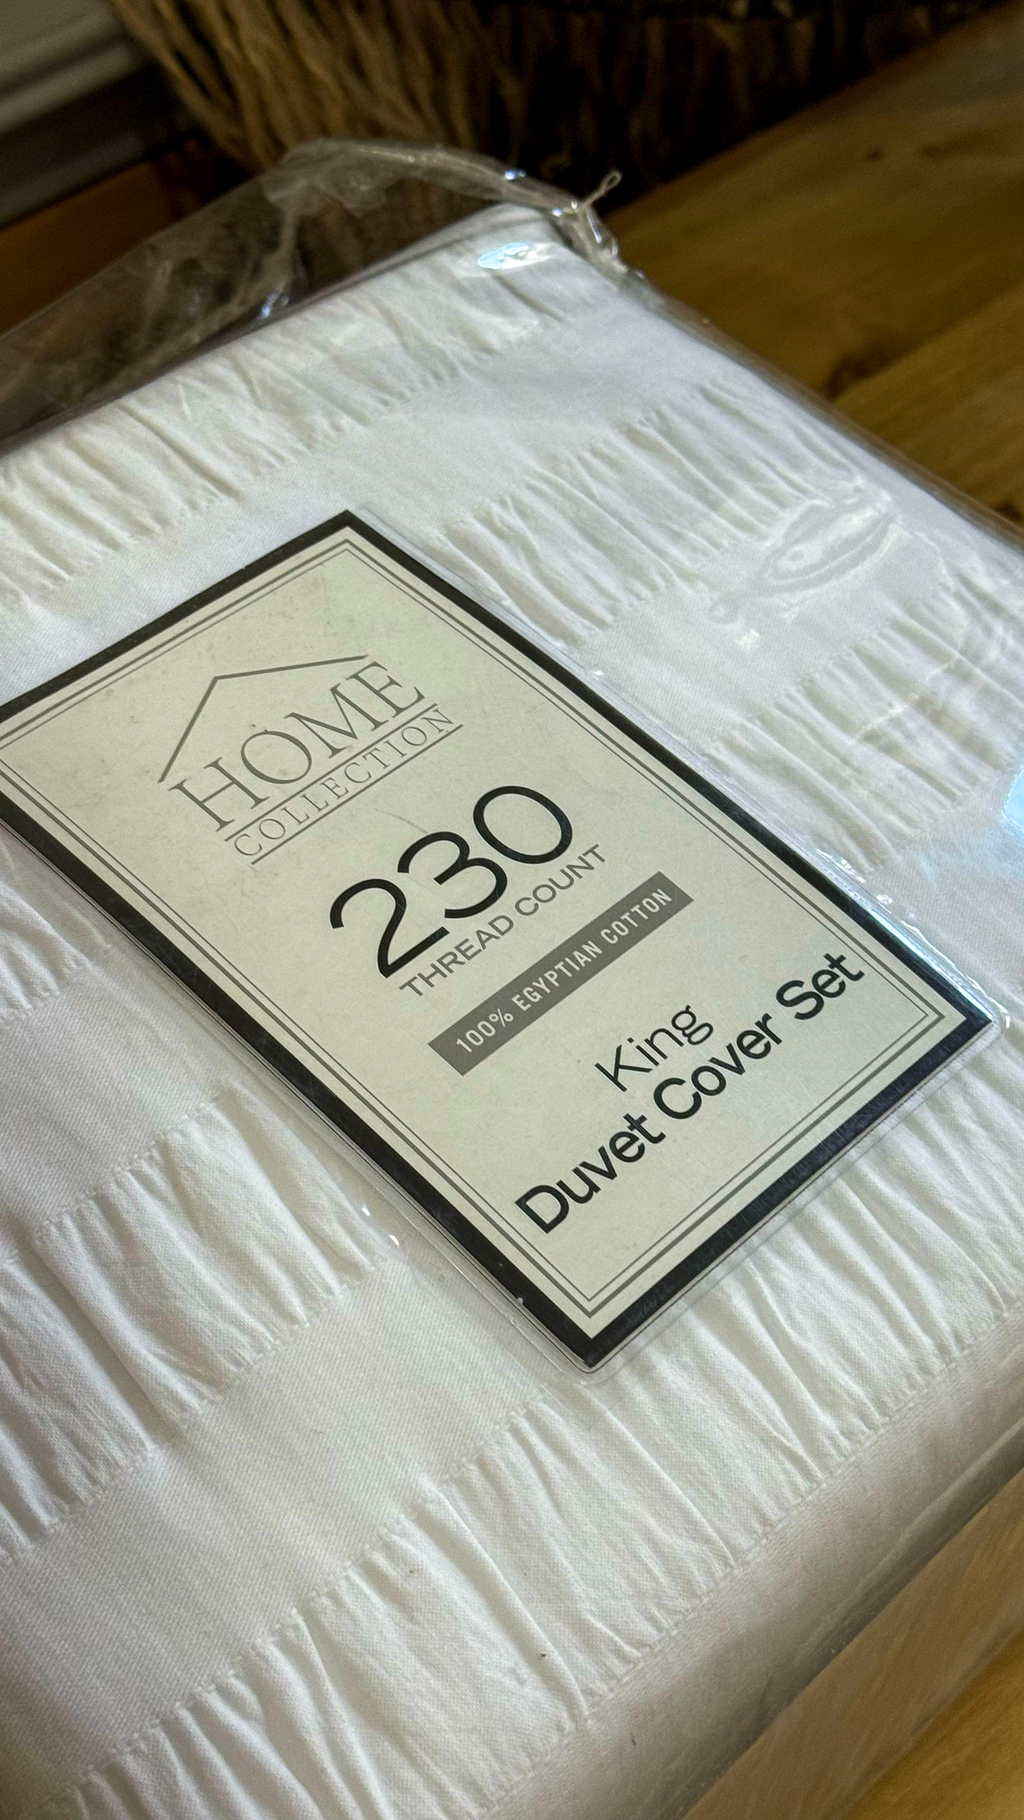 HOME
COLLECTION
230
THREAD COUNT
100% EGYPTIAN COTTON
King
Duvet Cover Set